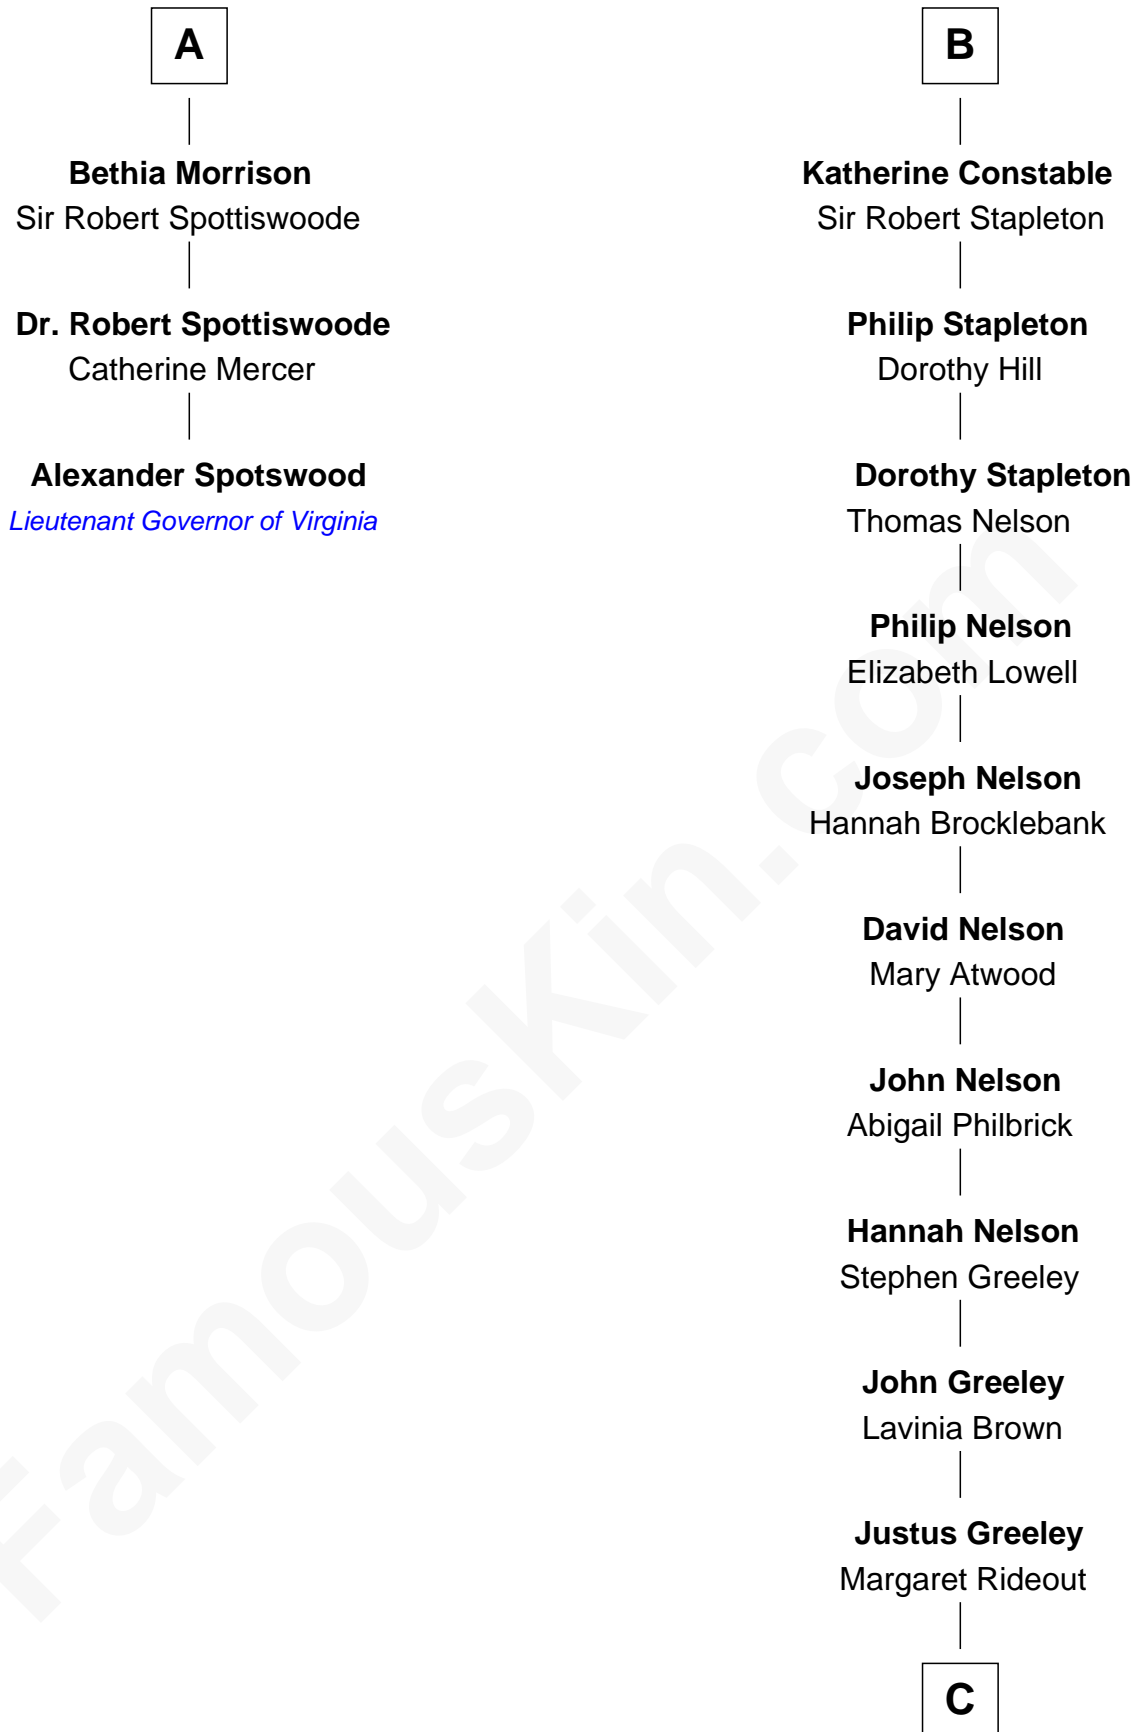 A
Bethia Morrison
Sir Robert Spottiswoode
Dr. Robert Spottiswoode
Catherine Mercer
Alexander Spotswood
Lieutenant Governor of Virginia
B
Katherine Constable
Sir Robert Stapleton
Philip Stapleton
Dorothy Hill
Dorothy Stapleton
Thomas Nelson
Philip Nelson
Elizabeth Lowell
Joseph Nelson
Hannah Brocklebank
David Nelson
Mary Atwood
John Nelson
Abigail Philbrick
Hannah Nelson
Stephen Greeley
John Greeley
Lavinia Brown
Justus Greeley
Margaret Rideout
C
FamousKin.com